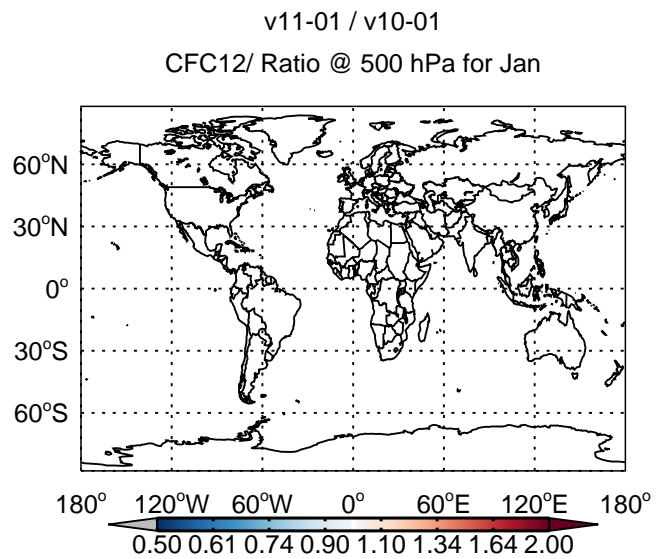 v11-01 / v10-01
CFC12/ Ratio @ 500 hPa for Jan
60°N
30°N
0°
30°S
60°S
180° 120°W 60°W 0° 60°E 120°E 180°
0.50 0.61 0.74 0.90 1.10 1.34 1.64 2.00